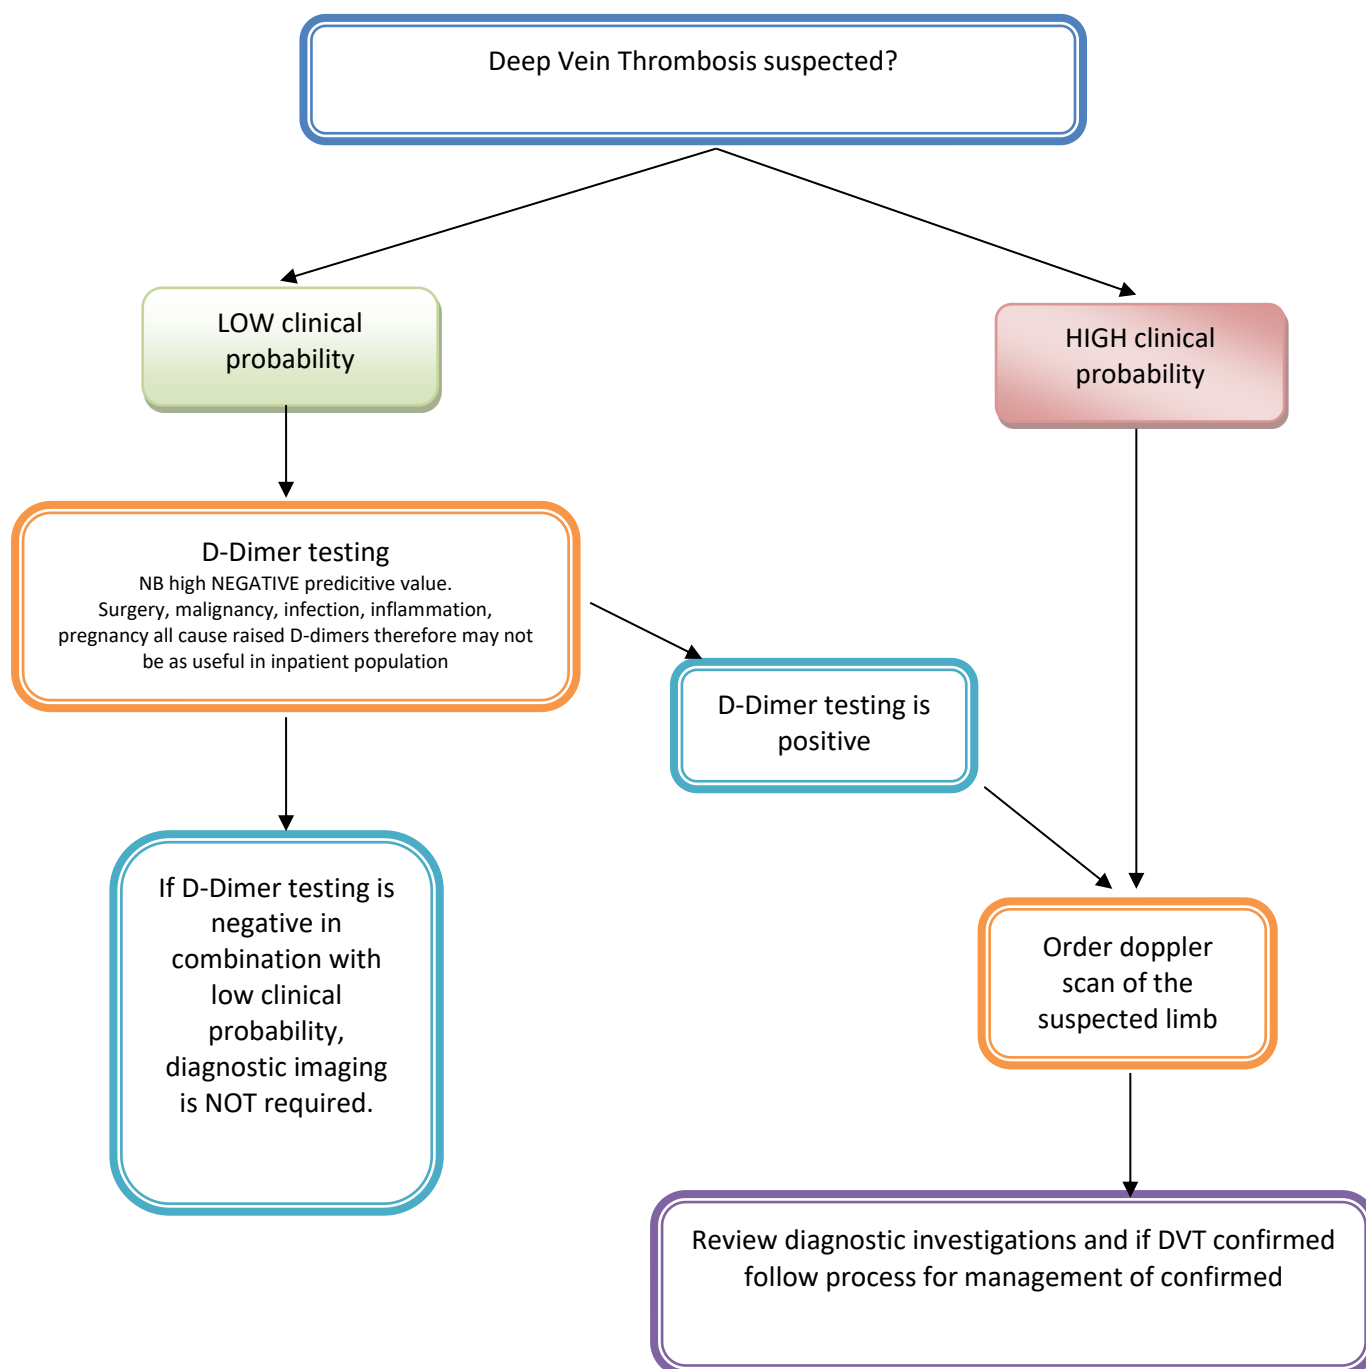 Deep Vein Thrombosis suspected?
LOW clinical
probability
HIGH clinical
probability
D-Dimer testing
NB high NEGATIVE predicitive value.
Surgery, malignancy, infection, inflammation,
pregnancy all cause raised D-dimers therefore may not
be as useful in inpatient population
D-Dimer testing is
positive
If D-Dimer testing is
negative in
combination with
low clinical
probability,
diagnostic imaging
is NOT required.
Order doppler
scan of the
suspected limb
Review diagnostic investigations and if DVT confirmed
follow process for management of confirmed